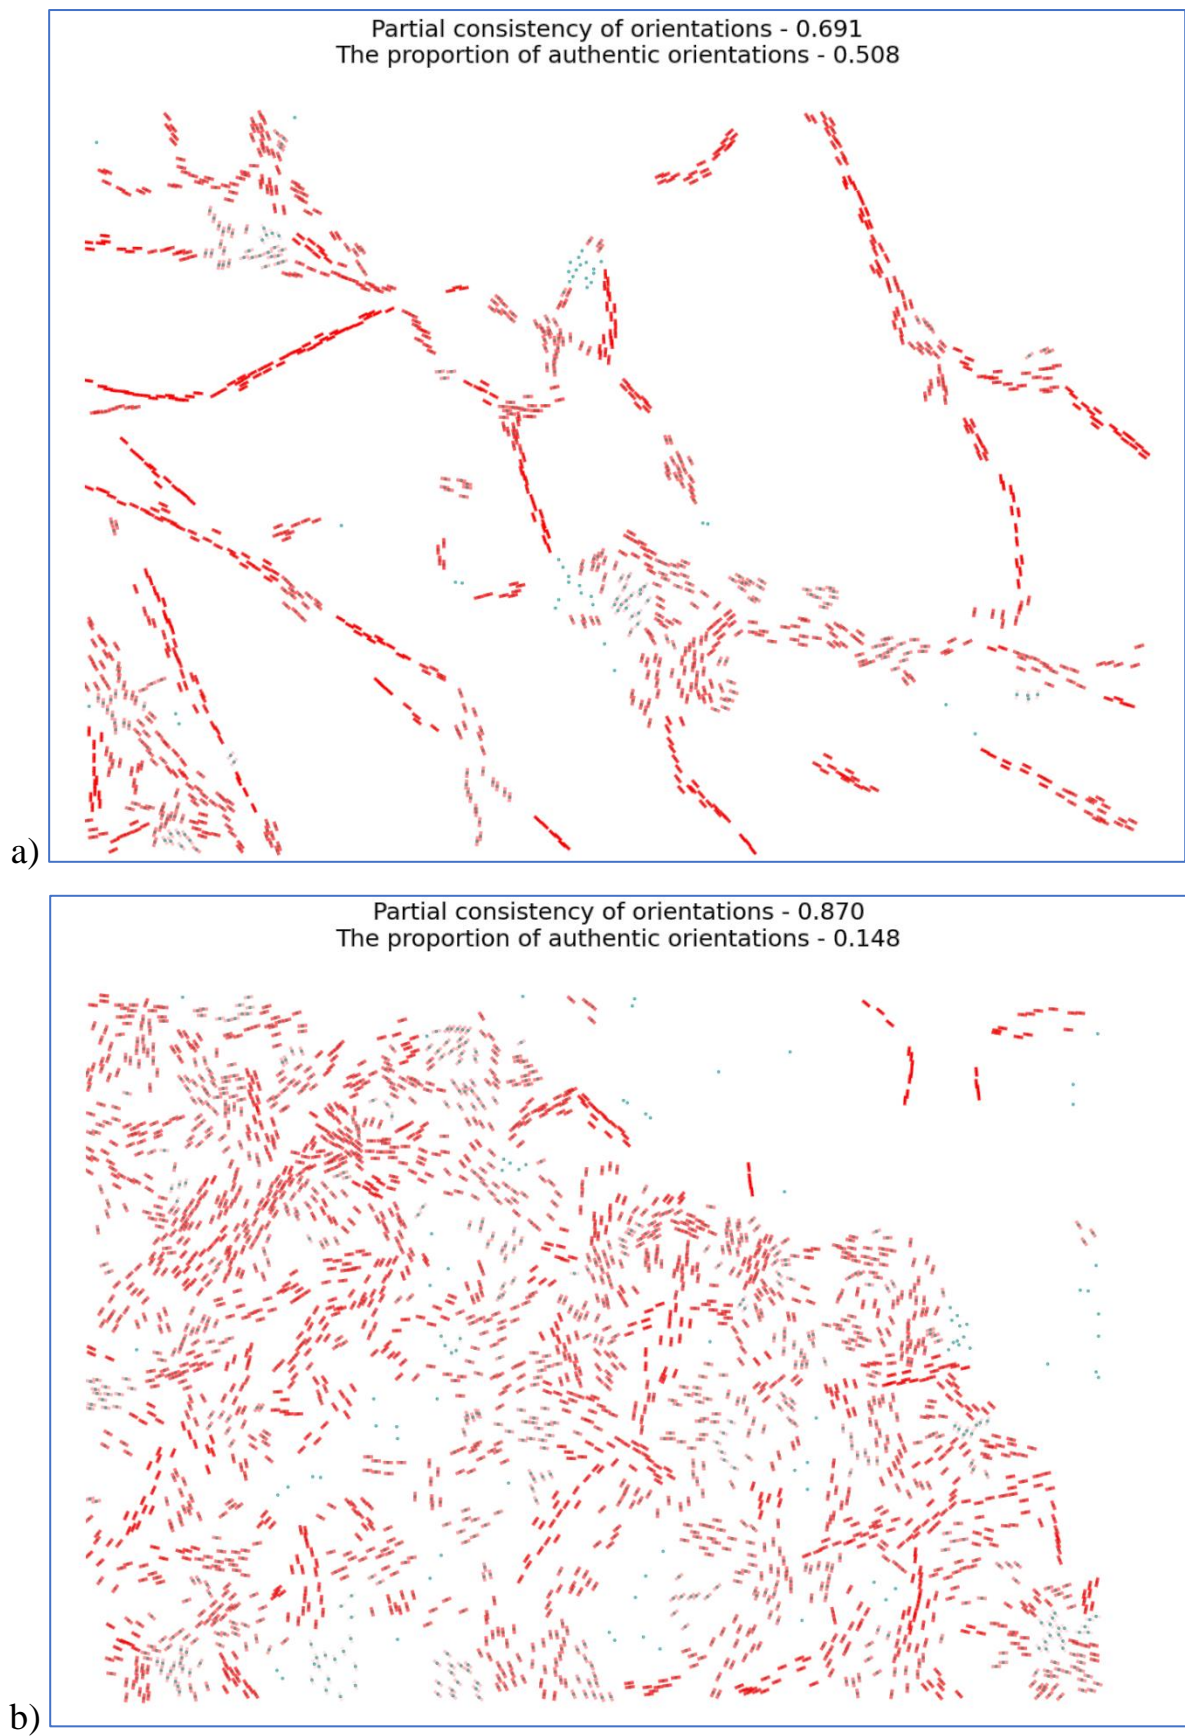 Partial consistency of orientations - 0.691
The proportion of authentic orientations - 0.508
a)
Partial consistency of orientations - 0.870
The proportion of authentic orientations - 0.148
b)